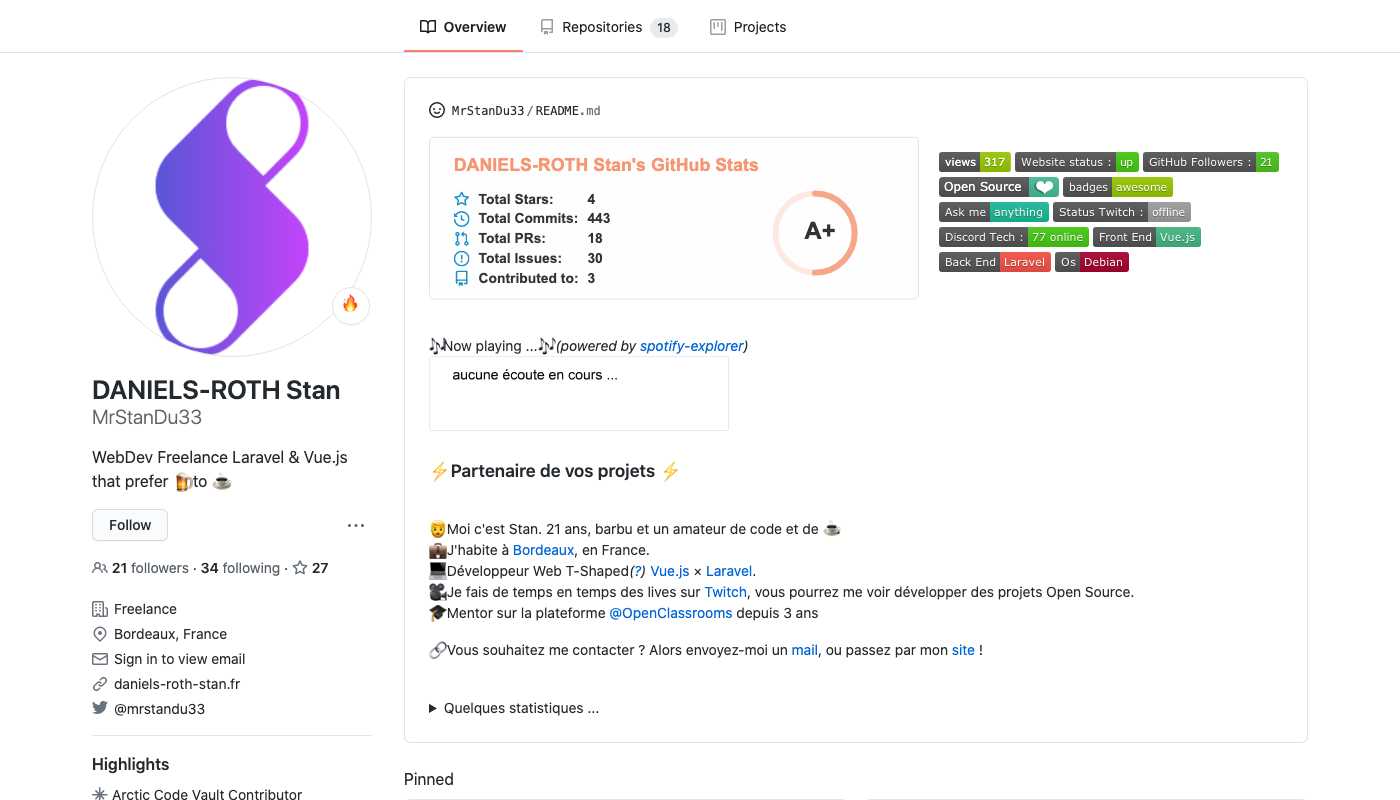 Overview Repositories 18 Projects
DANIELS-ROTH Stan
MrStanDu33
WebDev Freelance Laravel & Vue.js
that prefer 🍺to ☕
Follow
...
21 followers · 34 following · 27
Freelance
Bordeaux, France
Sign in to view email
daniels-roth-stan.fr
@mrstandu33
Highlights
Arctic Code Vault Contributor
MrStanDu33/README.md
DANIELS-ROTH Stan's GitHub Stats
Total Stars: 4
Total Commits: 443
Total PRs: 18
Total Issues: 30
Contributed to: 3
A+
views 317 Website status : up GitHub Followers : 21
Open Source badges awesome
Ask me anything Status Twitch : offline
Discord Tech : 77 online Front End Vue.js
Back End Laravel Os Debian
🎶Now playing ...🎶(powered by spotify-explorer)
aucune écoute en cours ...
⚡Partenaire de vos projets ⚡
🧔Moi c'est Stan. 21 ans, barbu et un amateur de code et de ☕
💼J'habite à Bordeaux, en France.
💻Développeur Web T-Shaped(?) Vue.js × Laravel.
🎥Je fais de temps en temps des lives sur Twitch, vous pourrez me voir développer des projets Open Source.
🎓Mentor sur la plateforme @OpenClassrooms depuis 3 ans
🔗Vous souhaitez me contacter ? Alors envoyez-moi un mail, ou passez par mon site !
Quelques statistiques ...
Pinned